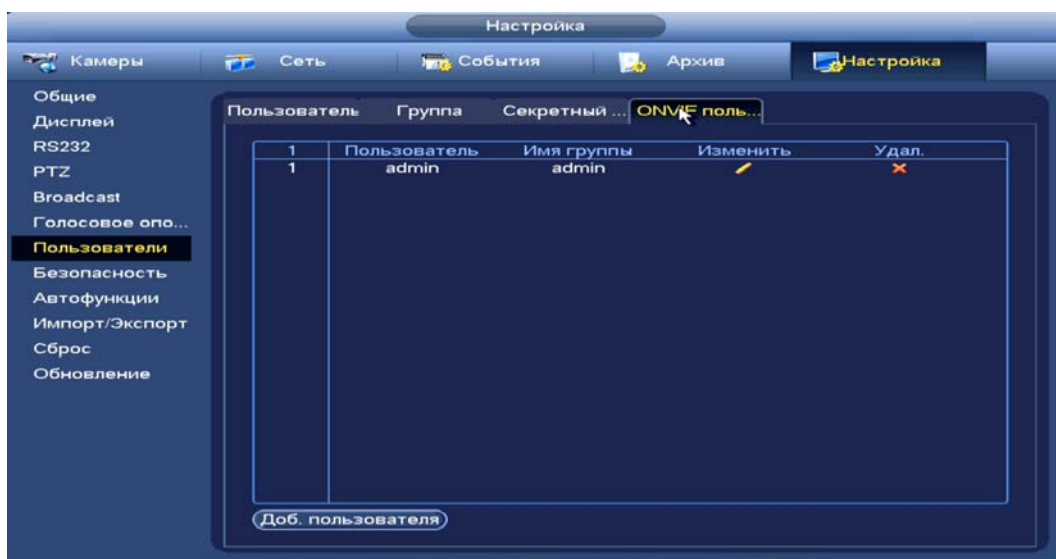 Настройка
Камеры Сеть События Архив Настройка
Общие
Дисплей
RS232
PTZ
Broadcast
Голосовое опо...
Пользователи
Безопасность
Автофункции
Импорт/Экспорт
Сброс
Обновление
Пользователь Группа Секретный ... ONVIF поль...
1 Пользователь Имя группы Изменить Удал.
1 admin admin
Доб. пользователя